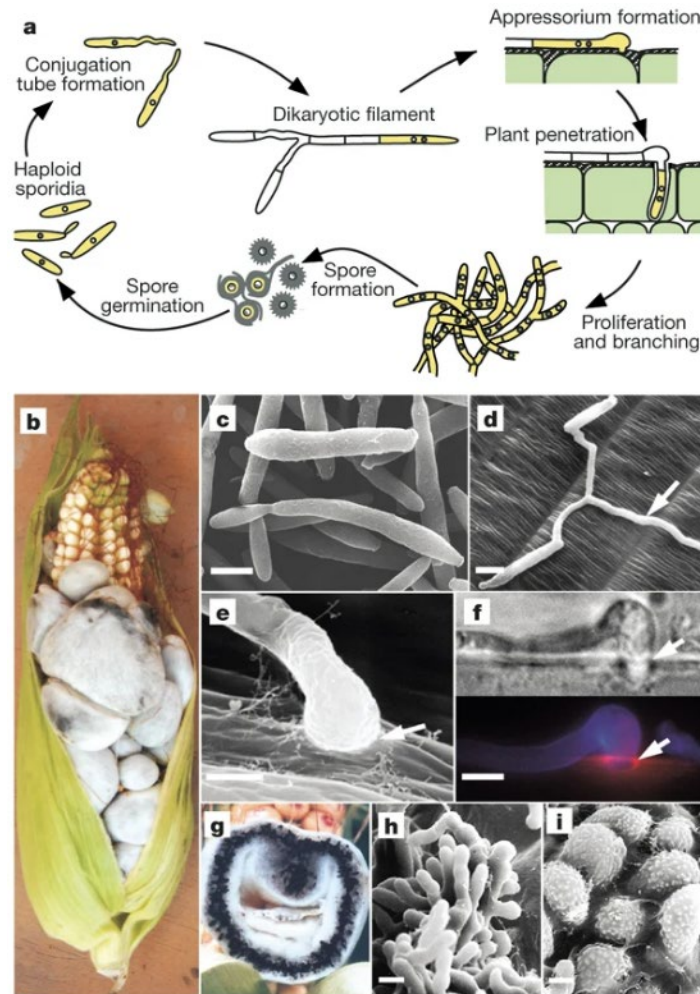 a
Conjugation
tube formation
Dikaryotic filament
Appressorium formation
Plant penetration
Haploid
sporidia
Spore
germination
Spore
formation
Proliferation
and branching
b
c
d
e
f
g
h
i